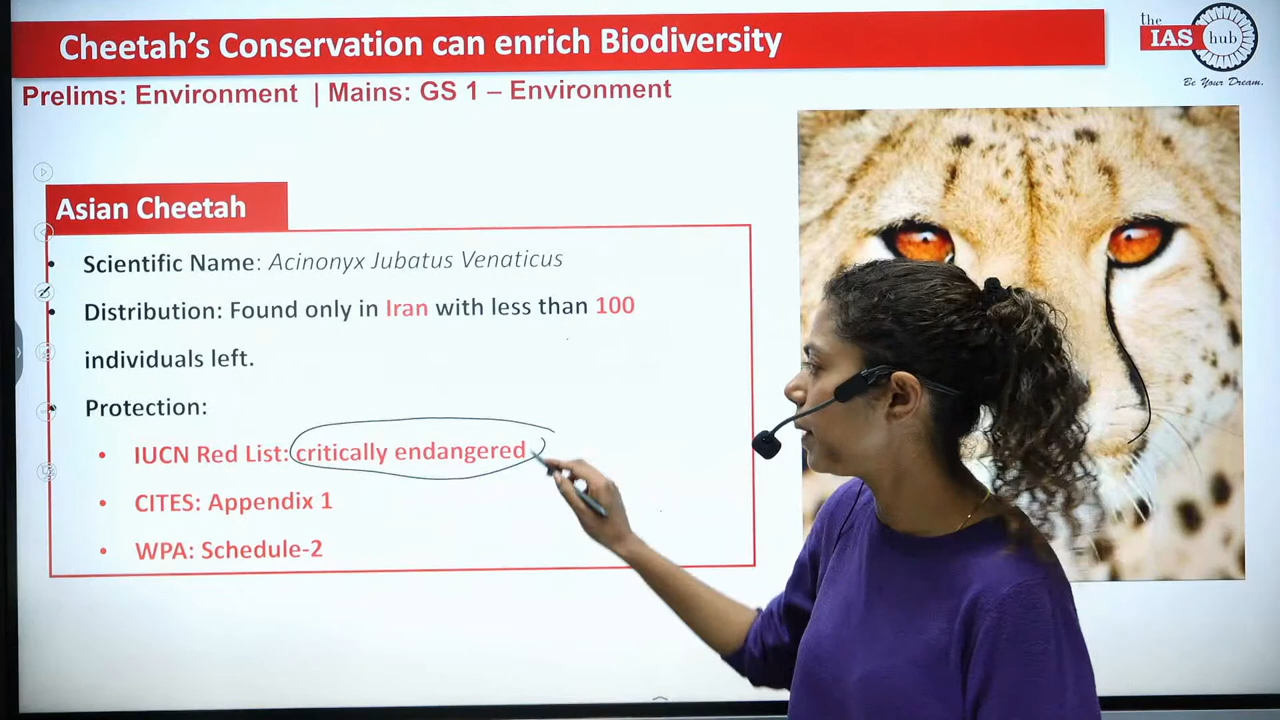 Cheetah's Conservation can enrich Biodiversity
the
IAS hub
Be Your Dream.
Prelims: Environment | Mains: GS 1 – Environment
Asian Cheetah
• Scientific Name: Acinonyx Jubatus Venaticus
• Distribution: Found only in Iran with less than 100
individuals left.
• Protection:
• IUCN Red List: critically endangered
• CITES: Appendix 1
• WPA: Schedule-2